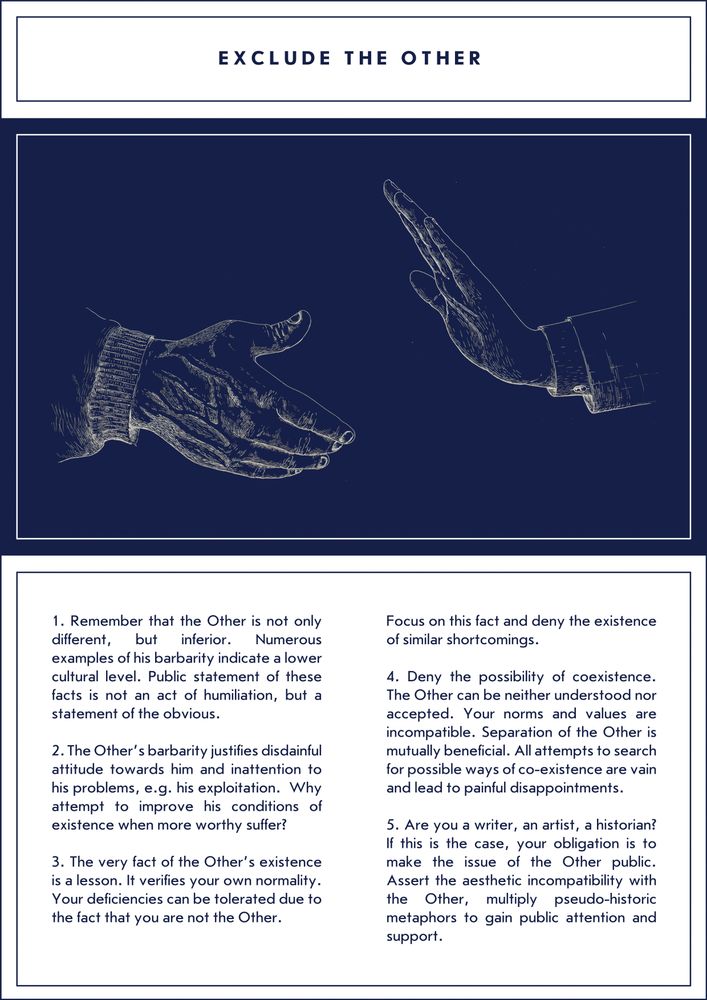 EXCLUDE THE OTHER
1. Remember that the Other is not only
different, but inferior. Numerous
examples of his barbarity indicate a lower
cultural level. Public statement of these
facts is not an act of humiliation, but a
statement of the obvious.
2. The Other's barbarity justifies disdainful
attitude towards him and inattention to
his problems, e.g. his exploitation. Why
attempt to improve his conditions of
existence when more worthy suffer?
3. The very fact of the Other's existence
is a lesson. It verifies your own normality.
Your deficiencies can be tolerated due to
the fact that you are not the Other.
Focus on this fact and deny the existence
of similar shortcomings.
4. Deny the possibility of coexistence.
The Other can be neither understood nor
accepted. Your norms and values are
incompatible. Separation of the Other is
mutually beneficial. All attempts to search
for possible ways of co-existence are vain
and lead to painful disappointments.
5. Are you a writer, an artist, a historian?
If this is the case, your obligation is to
make the issue of the Other public.
Assert the aesthetic incompatibility with
the Other, multiply pseudo-historic
metaphors to gain public attention and
support.